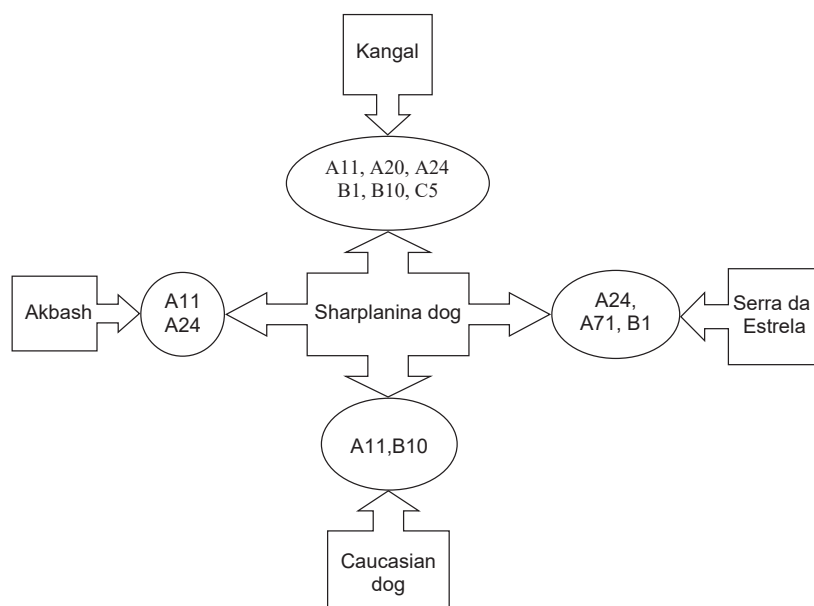 Kangal
A11, A20, A24
B1, B10, C5
Akbash
A11
A24
Sharplanina dog
A24,
A71, B1
Serra da
Estrela
A11,B10
Caucasian
dog